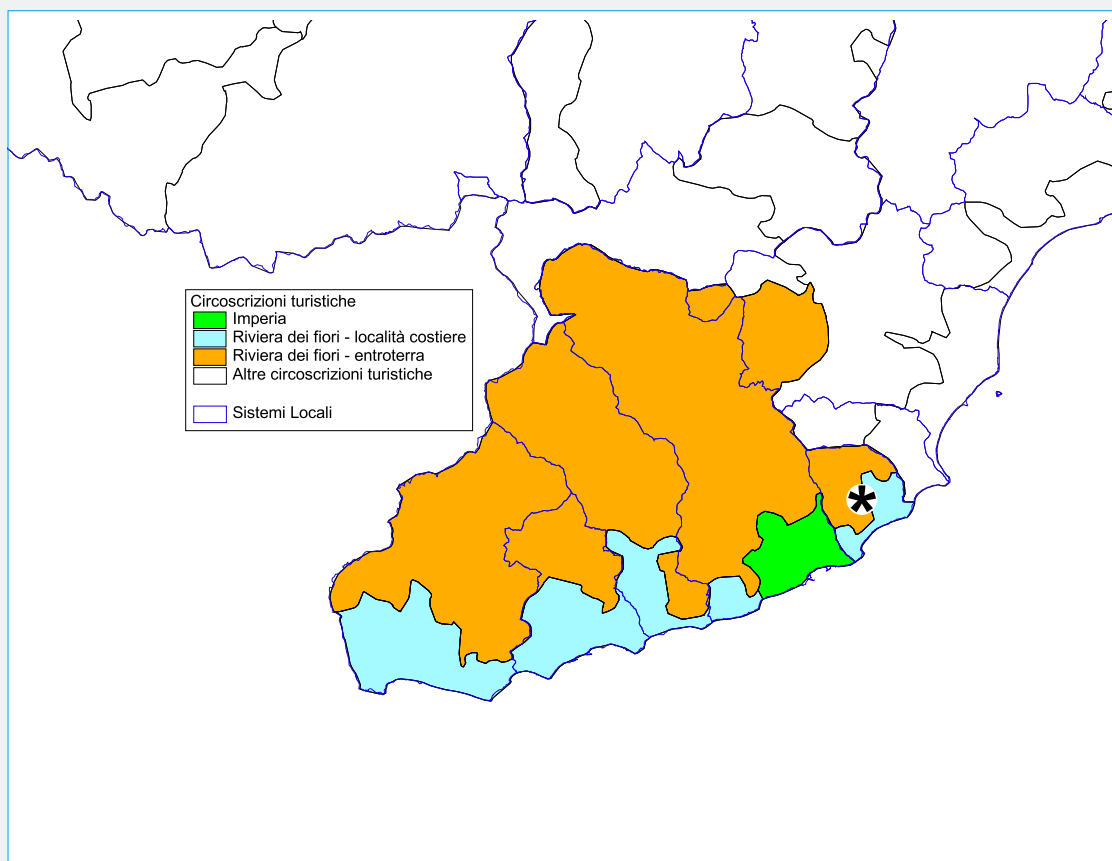 Circoscrizioni turistiche
Imperia
Riviera dei fiori - località costiere
Riviera dei fiori - entroterra
Altre circoscrizioni turistiche
Sistemi Locali
*